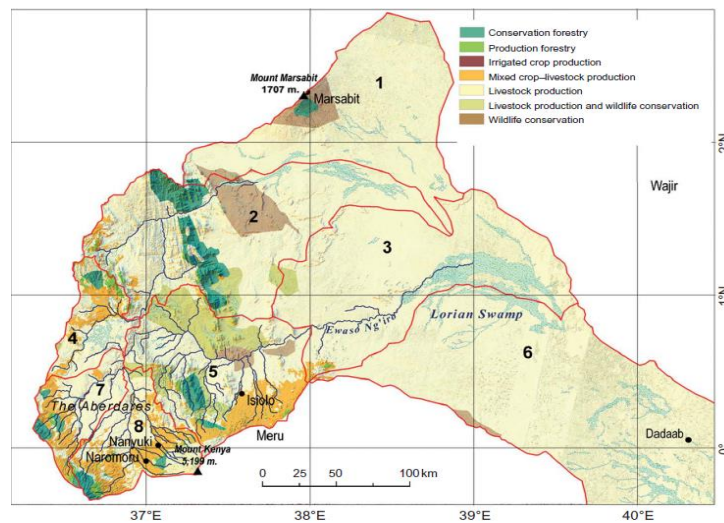 Conservation forestry
Production forestry
Irrigated crop production
Mixed crop–livestock production
Livestock production
Livestock production and wildlife conservation
Wildlife conservation
Mount Marsabit
1707 m.
Marsabit
1
2°N
Wajir
2
3
1°N
4
Ewaso Ng'iro
Lorian Swamp
5
6
7
The Aberdares
Isiolo
8
Meru
Nanyuki
Mount Kenya
5,199 m.
Naromoru
Dadaab
0°
0 25 50 100 km
37°E 38°E 39°E 40°E